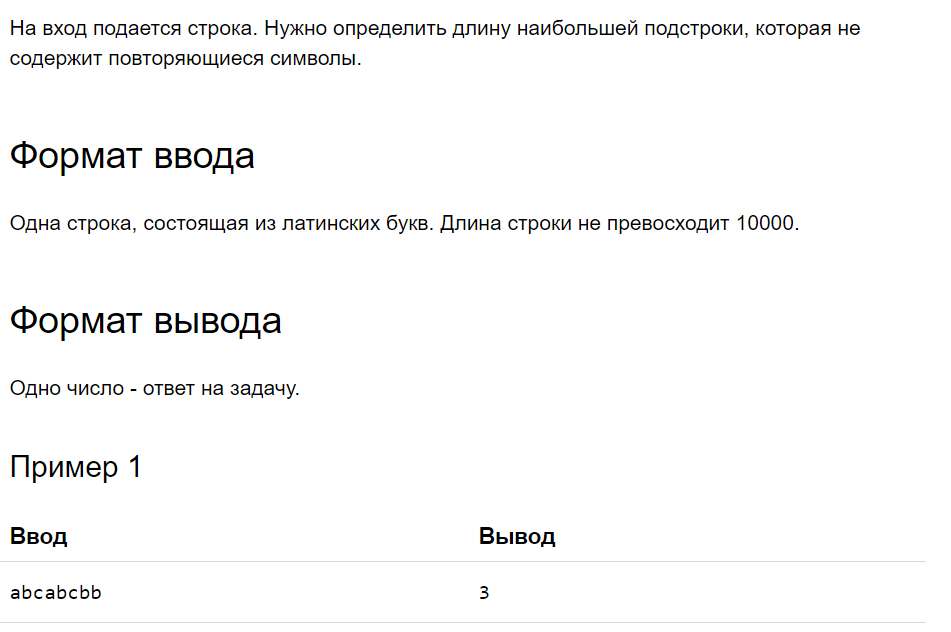 На вход подается строка. Нужно определить длину наибольшей подстроки, которая не
содержит повторяющиеся символы.
Формат ввода
Одна строка, состоящая из латинских букв. Длина строки не превосходит 10000.
Формат вывода
Одно число - ответ на задачу.
Пример 1
Ввод Вывод
abcabcbb 3